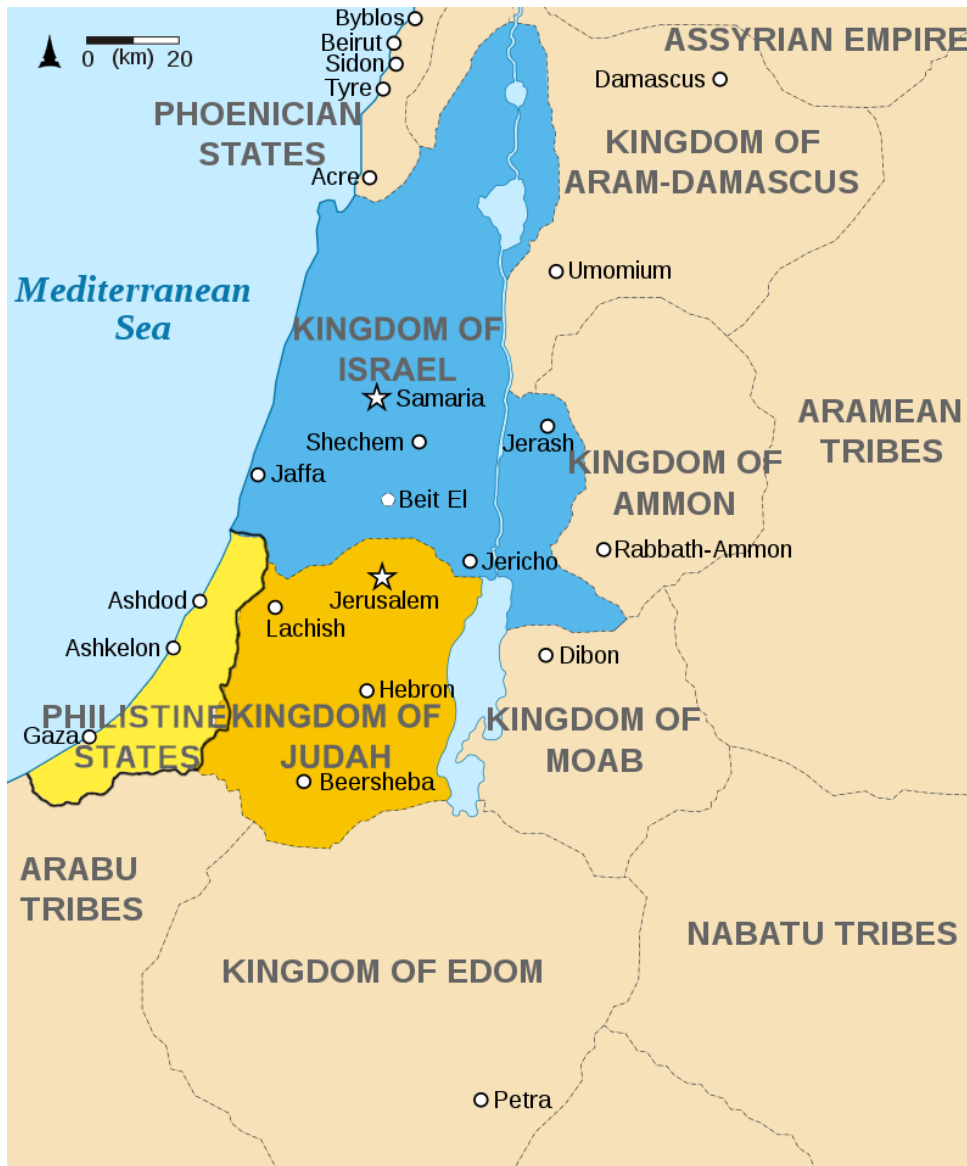 Byblos
Beirut
Sidon
Tyre
0 (km) 20
ASSYRIAN EMPIRE
Damascus
PHOENICIAN
STATES
KINGDOM OF
ARAM-DAMASCUS
Acre
Umomium
Mediterranean
Sea
KINGDOM OF
ISRAEL
Samaria
Shechem
Jerash
ARAMEAN
TRIBES
Jaffa
KINGDOM OF
AMMON
Beit El
Jericho
Rabbath-Ammon
Jerusalem
Ashdod
Lachish
Ashkelon
Dibon
Hebron
PHILISTINE
STATES
Gaza
KINGDOM OF
JUDAH
KINGDOM OF
MOAB
Beersheba
ARABU
TRIBES
NABATU TRIBES
KINGDOM OF EDOM
Petra